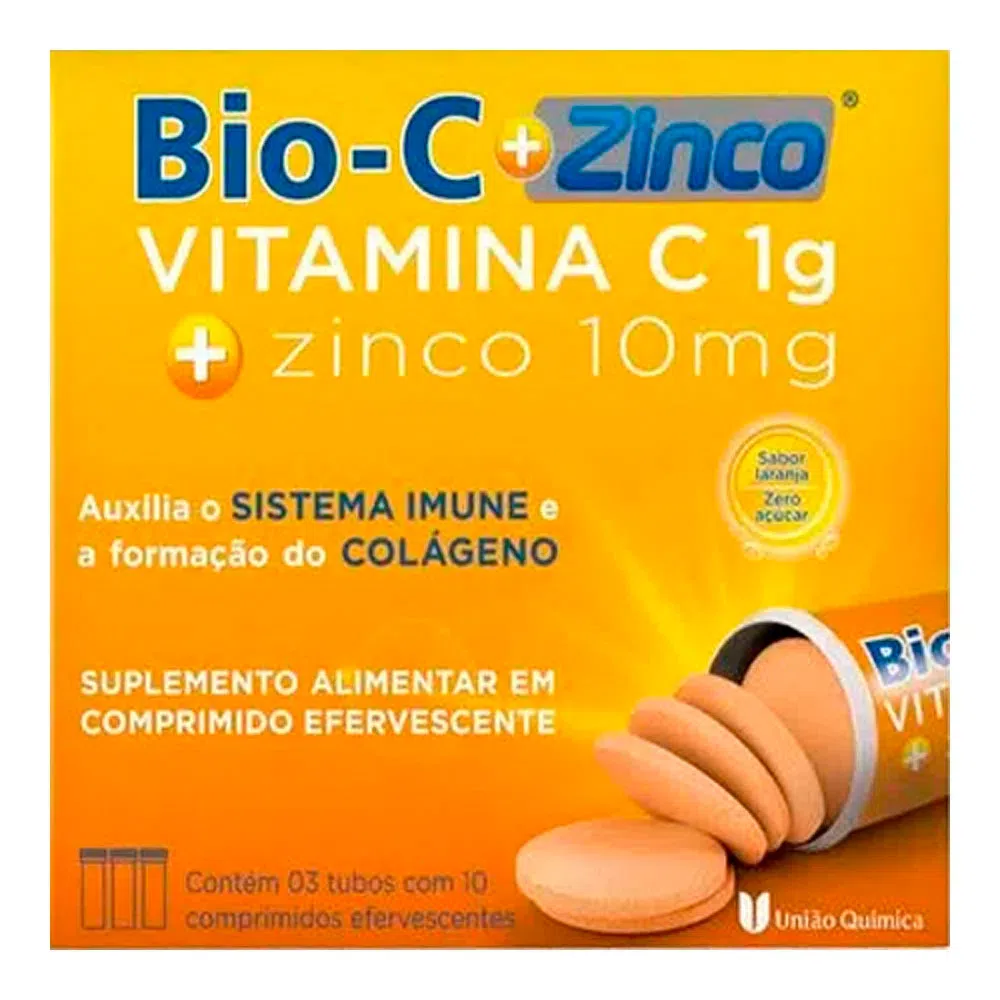 Bio-C + Zinco ®
VITAMINA C 1g
+ zinco 10mg
Sabor
laranja
Zero
açúcar
Auxilia o SISTEMA IMUNE e
a formação do COLÁGENO
SUPLEMENTO ALIMENTAR EM
COMPRIMIDO EFERVESCENTE
Bio
VIT
+
Contém 03 tubos com 10
comprimidos efervescentes
União Química